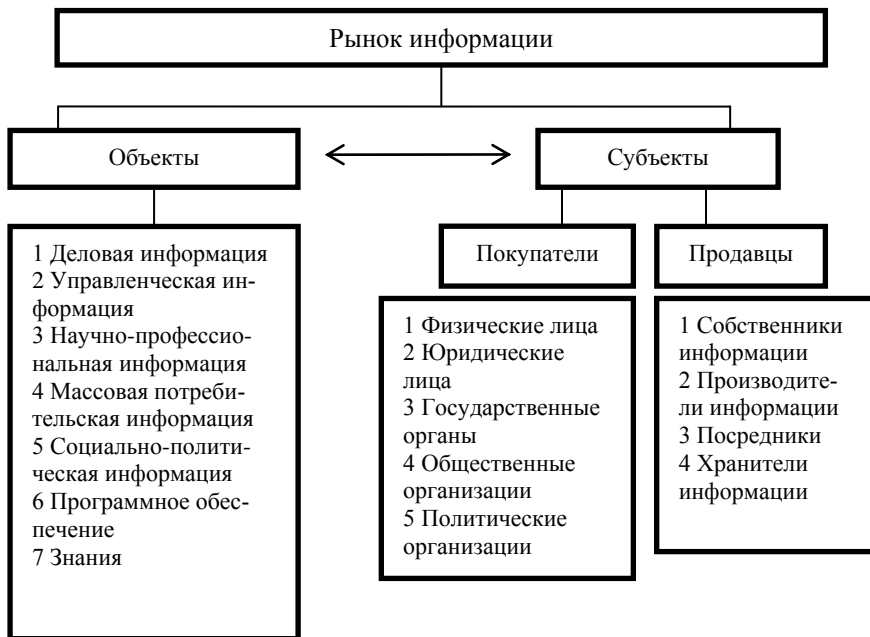 Рынок информации
Объекты
Субъекты
1 Деловая информация
2 Управленческая ин-
формация
3 Научно-профессио-
нальная информация
4 Массовая потреби-
тельская информация
5 Социально-полити-
ческая информация
6 Программное обес-
печение
7 Знания
Покупатели
1 Физические лица
2 Юридические
лица
3 Государственные
органы
4 Общественные
организации
5 Политические
организации
Продавцы
1 Собственники
информации
2 Производите-
ли информации
3 Посредники
4 Хранители
информации